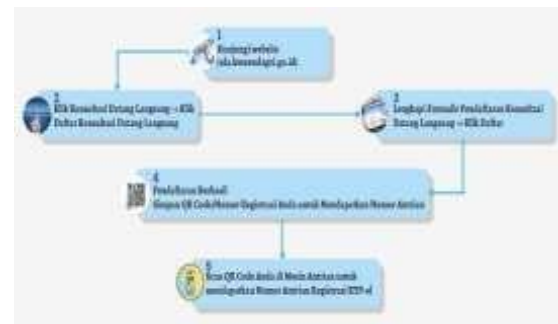 1
Kunjungi website
2
Klik Konsultasi Datang Langsung → Klik
Daftar Konsultasi Datang Langsung
3
Lengkapi Formulir Pendaftaran Konsultasi
Datang Langsung → Klik Daftar
4
Pendaftaran Berhasil
Simpan QR Code/Nomor Registrasi Anda untuk Mendapatkan Nomor Antrian
5
Scan QR Code Anda di Mesin Antrian untuk
mendapatkan Nomor Antrian Registrasi KTP-el